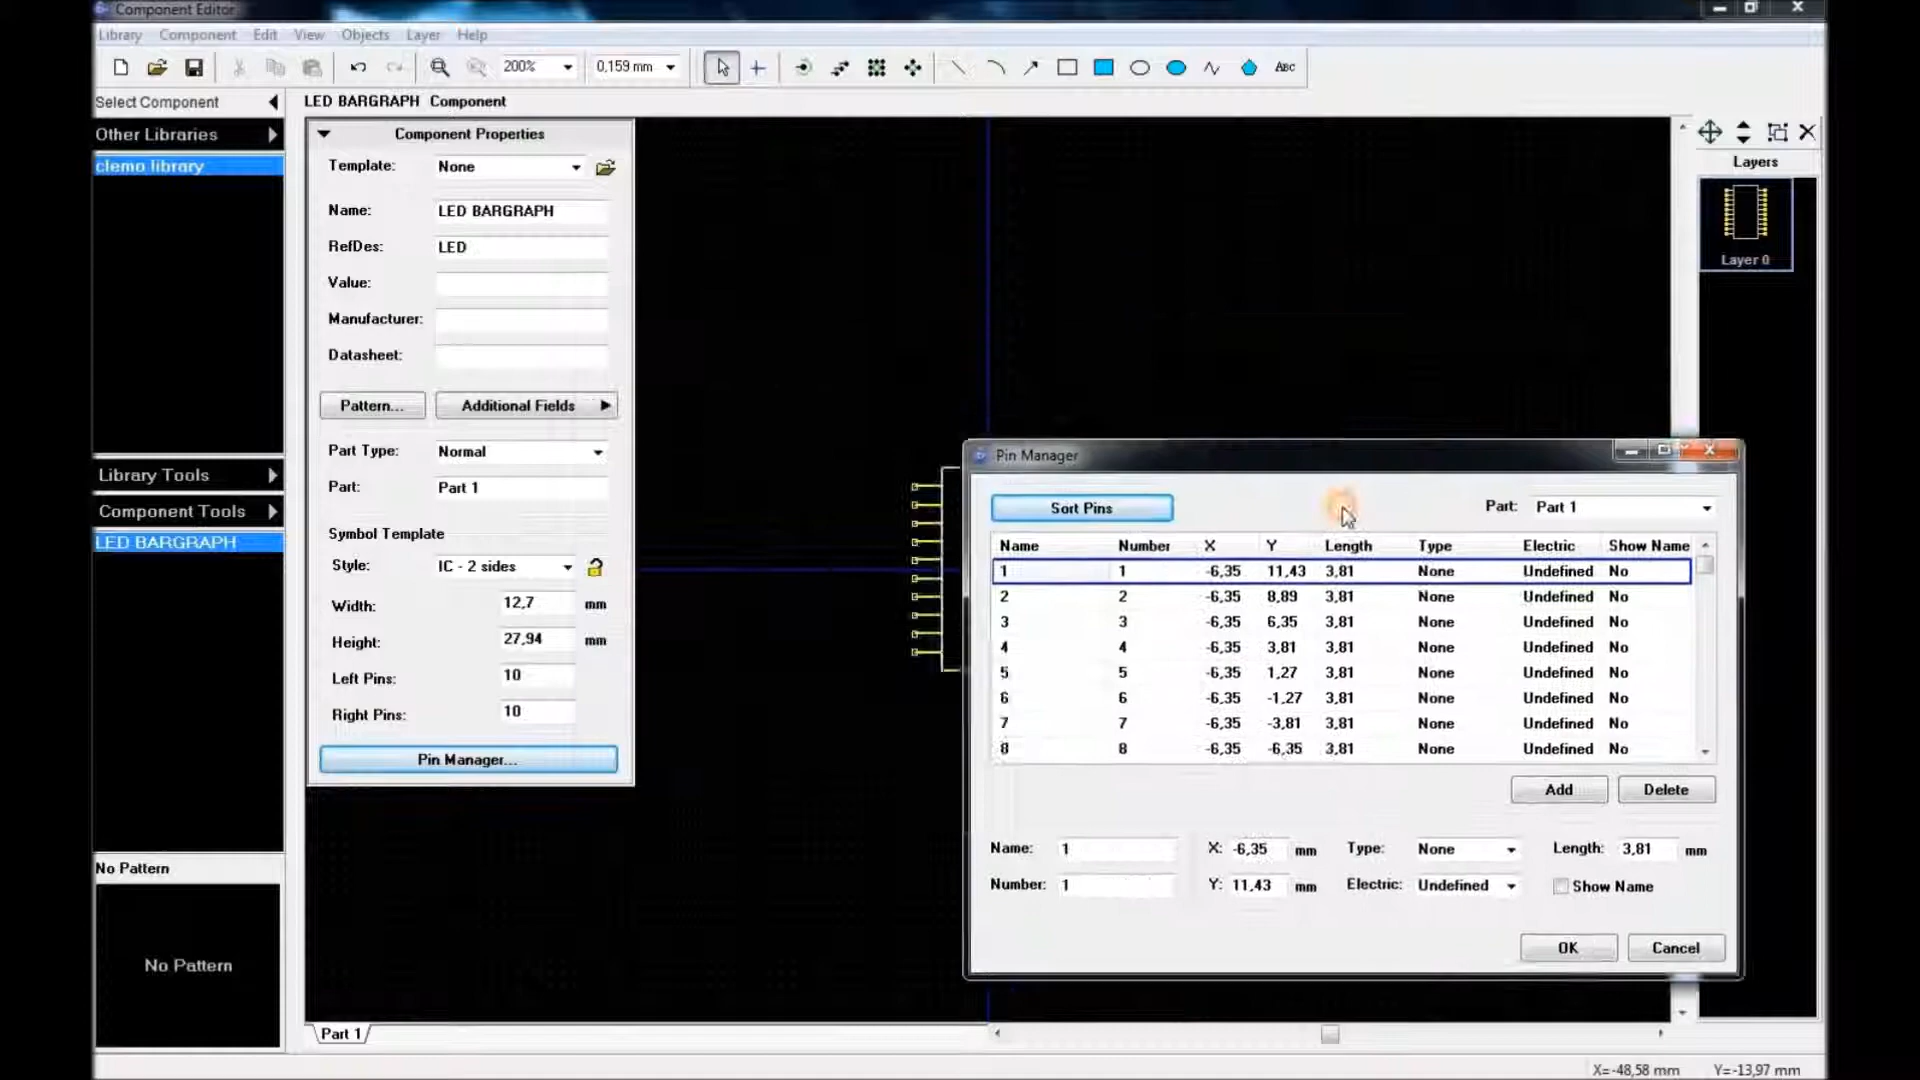 Component Editor
Library Component Edit View Objects Layer Help
200% 0,159 mm ABC
Select Component
Other Libraries
clemo library
Library Tools
Component Tools
LED BARGRAPH
No Pattern
No Pattern
LED BARGRAPH Component
Component Properties
Template: None
Name: LED BARGRAPH
RefDes: LED
Value:
Manufacturer:
Datasheet:
Pattern... Additional Fields
Part Type: Normal
Part: Part 1
Symbol Template
Style: IC - 2 sides
Width: 12,7 mm
Height: 27,94 mm
Left Pins: 10
Right Pins: 10
Pin Manager...
Part 1
Pin Manager
Sort Pins Part: Part 1
Name Number X Y Length Type Electric Show Name
1 1 -6,35 11,43 3,81 None Undefined No
2 2 -6,35 8,89 3,81 None Undefined No
3 3 -6,35 6,35 3,81 None Undefined No
4 4 -6,35 3,81 3,81 None Undefined No
5 5 -6,35 1,27 3,81 None Undefined No
6 6 -6,35 -1,27 3,81 None Undefined No
7 7 -6,35 -3,81 3,81 None Undefined No
8 8 -6,35 -6,35 3,81 None Undefined No
Add Delete
Name: 1 X: -6,35 mm Type: None Length: 3,81 mm
Number: 1 Y: 11,43 mm Electric: Undefined Show Name
OK Cancel
Layers
Layer 0
X=-48,58 mm Y=-13,97 mm